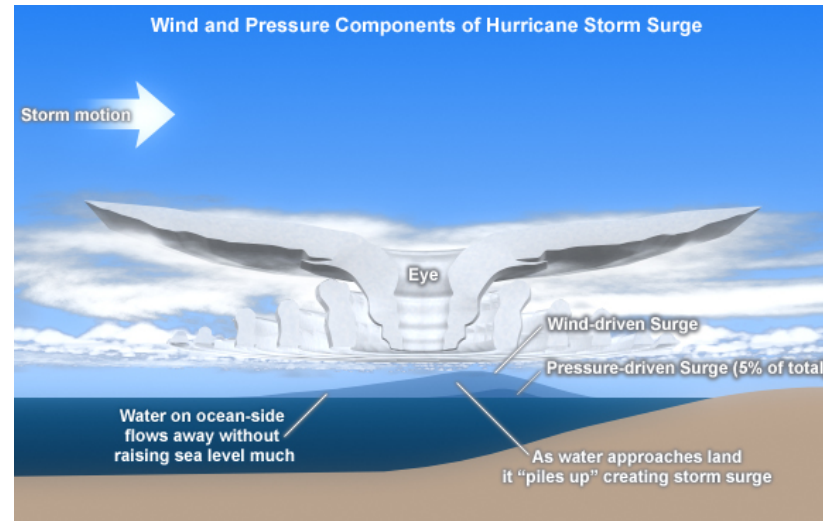 Wind and Pressure Components of Hurricane Storm Surge
Storm motion
Eye
Wind-driven Surge
Pressure-driven Surge (5% of total
Water on ocean-side
flows away without
raising sea level much
As water approaches land
it “piles up” creating storm surge